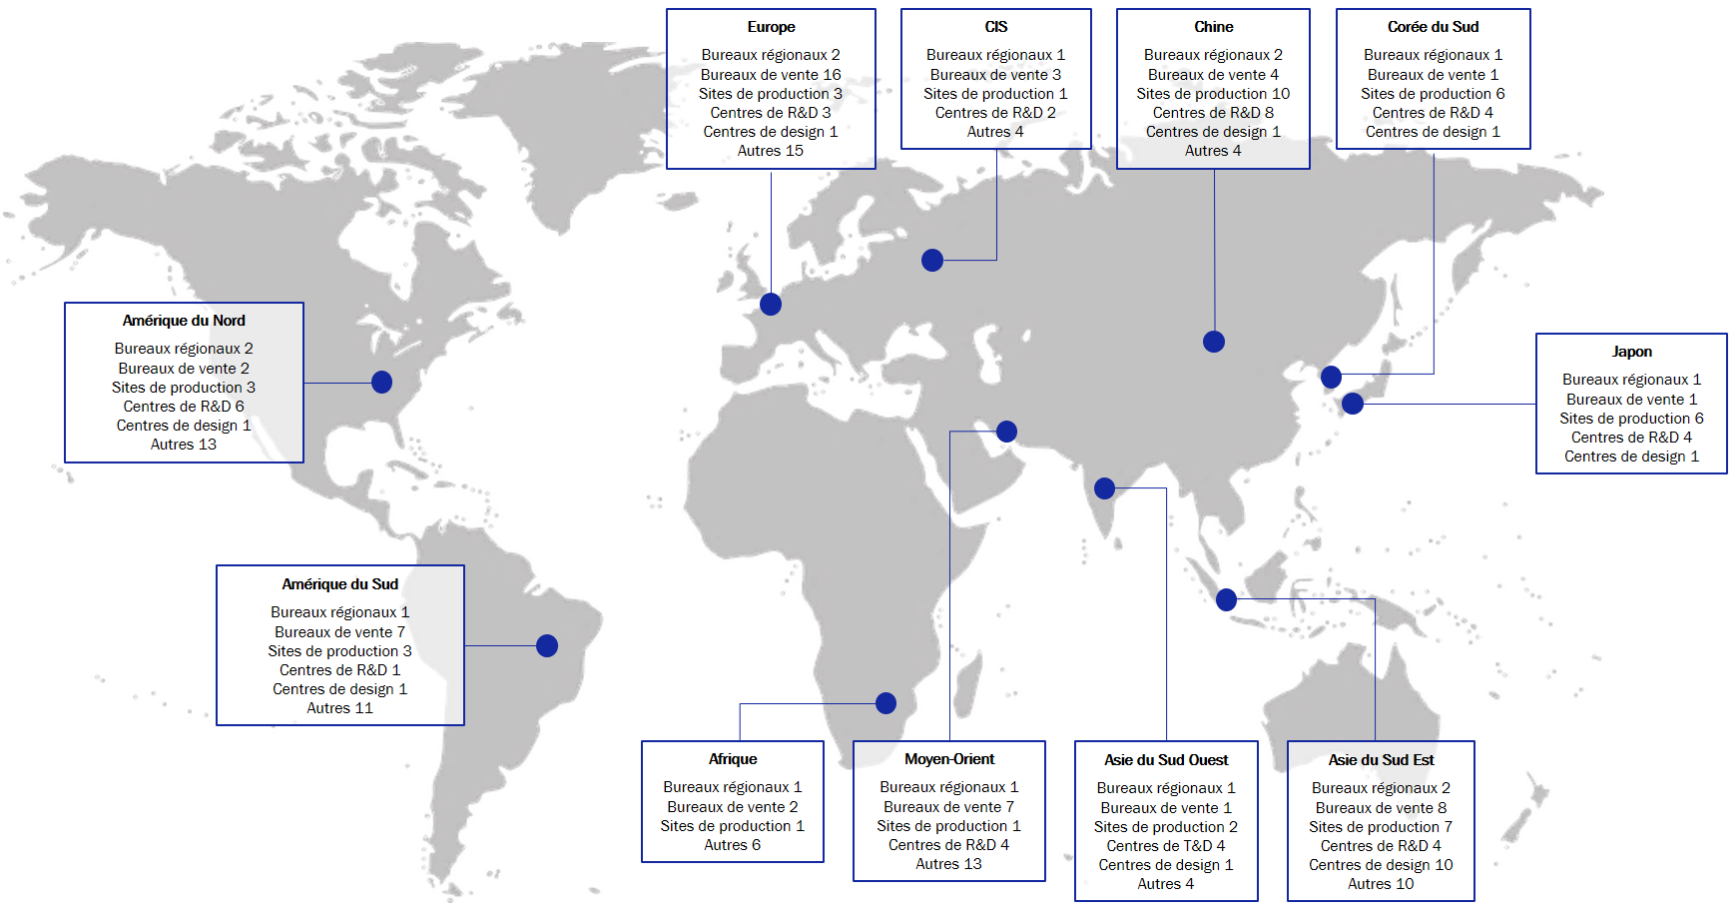 Europe
Bureaux régionaux 2
Bureaux de vente 16
Sites de production 3
Centres de R&D 3
Centres de design 1
Autres 15
CIS
Bureaux régionaux 1
Bureaux de vente 3
Sites de production 1
Centres de R&D 2
Autres 4
Chine
Bureaux régionaux 2
Bureaux de vente 4
Sites de production 10
Centres de R&D 8
Centres de design 1
Autres 4
Corée du Sud
Bureaux régionaux 1
Bureaux de vente 1
Sites de production 6
Centres de R&D 4
Centres de design 1
Amérique du Nord
Bureaux régionaux 2
Bureaux de vente 2
Sites de production 3
Centres de R&D 6
Centres de design 1
Autres 13
Japon
Bureaux régionaux 1
Bureaux de vente 1
Sites de production 6
Centres de R&D 4
Centres de design 1
Amérique du Sud
Bureaux régionaux 1
Bureaux de vente 7
Sites de production 3
Centres de R&D 1
Centres de design 1
Autres 11
Afrique
Bureaux régionaux 1
Bureaux de vente 2
Sites de production 1
Autres 6
Moyen-Orient
Bureaux régionaux 1
Bureaux de vente 7
Sites de production 1
Centres de R&D 4
Autres 13
Asie du Sud Ouest
Bureaux régionaux 1
Bureaux de vente 1
Sites de production 2
Centres de T&D 4
Centres de design 1
Autres 4
Asie du Sud Est
Bureaux régionaux 2
Bureaux de vente 8
Sites de production 7
Centres de R&D 4
Centres de design 10
Autres 10